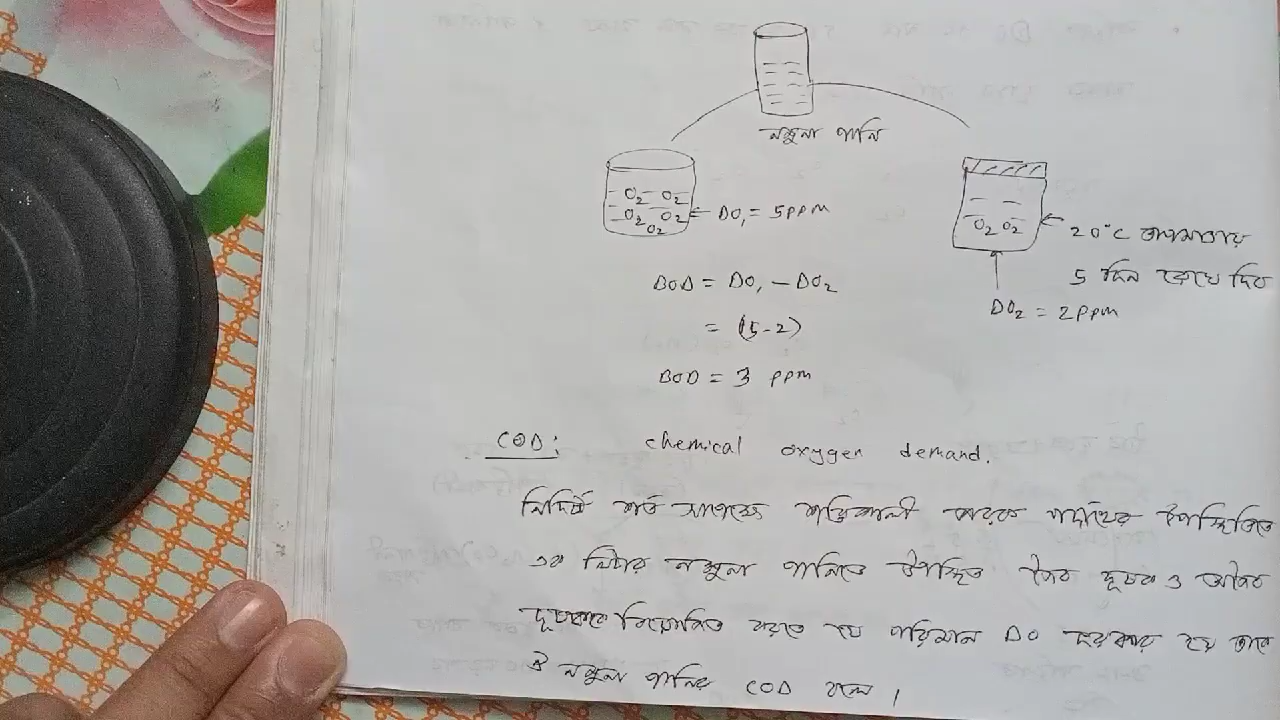 নমুনা পানি
O₂ O₂
O₂ O₂
O₂
← DO₁ = 5ppm
O₂ O₂
← 20°C তাপমাত্রায়
5 দিন রেখে দিব
DO₂ = 2ppm
BOD = DO₁ - DO₂
= (5-2)
BOD = 3 ppm
COD: chemical oxygen demand.
নির্দিষ্ট শর্ত সাপেক্ষে শক্তিশালী জারক পদার্থের উপস্থিতিতে
এক লিটার নমুনা পানিতে উপস্থিত জৈব দূষক ও অজৈব
দূষককে বিয়োজিত করতে যে পরিমান DO দরকার হয় তাকে
ঐ নমুনা পানির COD বলে।